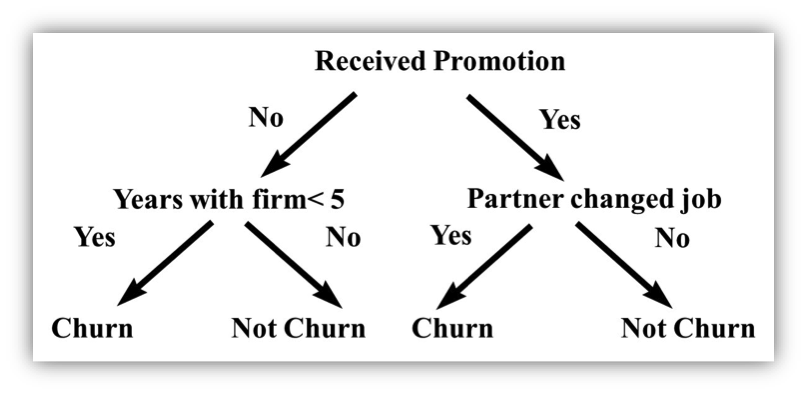 Received Promotion
No
Yes
Years with firm< 5
Partner changed job
Yes
No
Yes
No
Churn
Not Churn
Churn
Not Churn